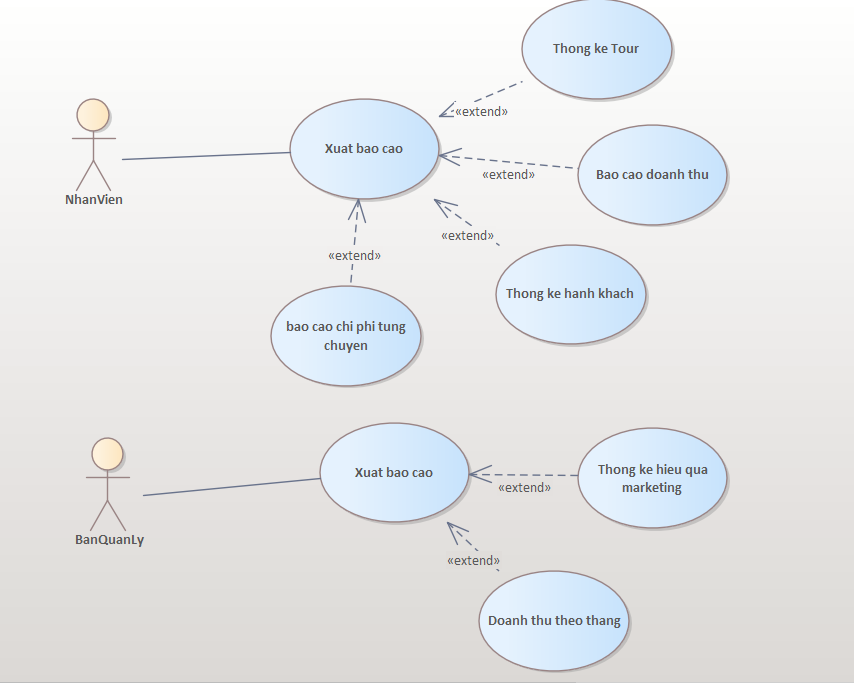 Thong ke Tour
«extend»
Xuat bao cao
Bao cao doanh thu
«extend»
NhanVien
«extend»
«extend»
Thong ke hanh khach
bao cao chi phi tung
chuyen
Xuat bao cao
Thong ke hieu qua
marketing
«extend»
BanQuanLy
«extend»
Doanh thu theo thang